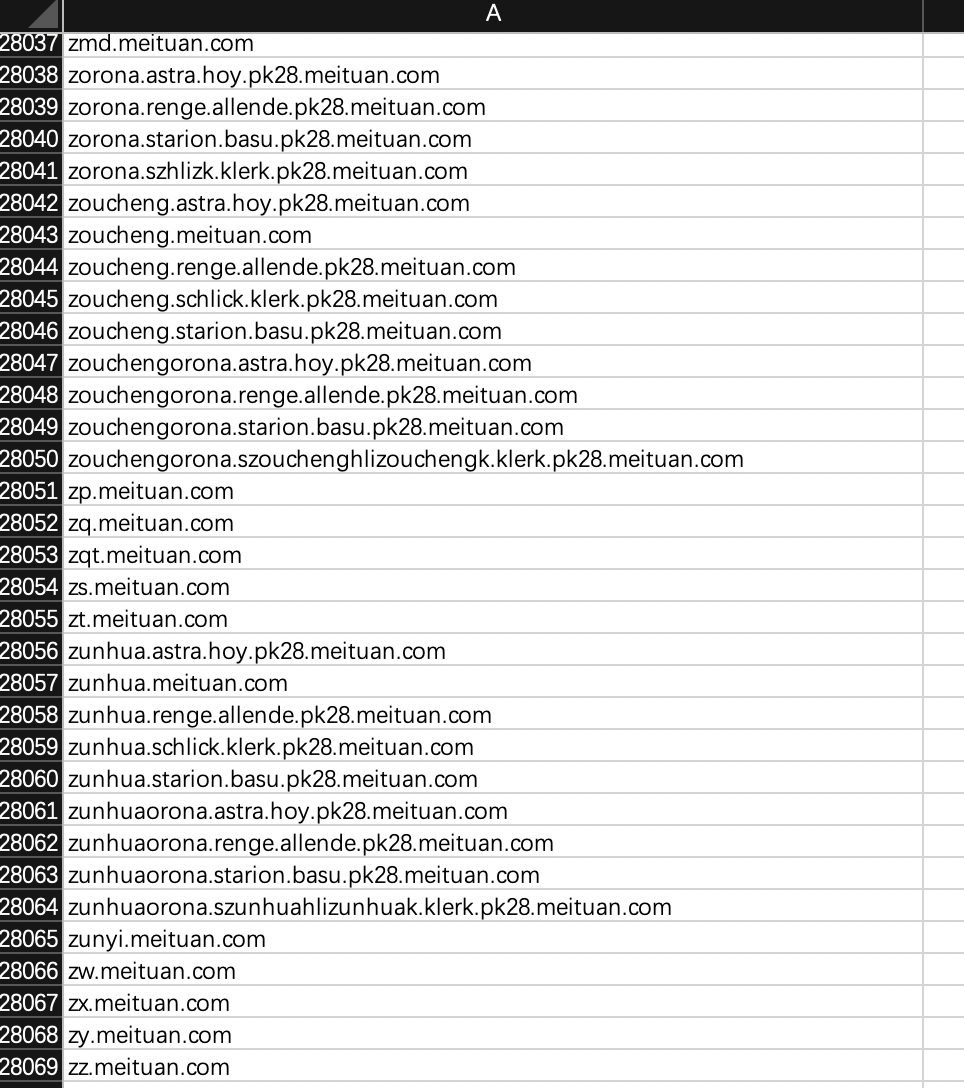 A
28037 zmd.meituan.com
28038 zorona.astra.hoy.pk28.meituan.com
28039 zorona.renge.allende.pk28.meituan.com
28040 zorona.starion.basu.pk28.meituan.com
28041 zorona.szhlizk.klerk.pk28.meituan.com
28042 zoucheng.astra.hoy.pk28.meituan.com
28043 zoucheng.meituan.com
28044 zoucheng.renge.allende.pk28.meituan.com
28045 zoucheng.schlick.klerk.pk28.meituan.com
28046 zoucheng.starion.basu.pk28.meituan.com
28047 zouchengorona.astra.hoy.pk28.meituan.com
28048 zouchengorona.renge.allende.pk28.meituan.com
28049 zouchengorona.starion.basu.pk28.meituan.com
28050 zouchengorona.szouchenghlizouchengk.klerk.pk28.meituan.com
28051 zp.meituan.com
28052 zq.meituan.com
28053 zqt.meituan.com
28054 zs.meituan.com
28055 zt.meituan.com
28056 zunhua.astra.hoy.pk28.meituan.com
28057 zunhua.meituan.com
28058 zunhua.renge.allende.pk28.meituan.com
28059 zunhua.schlick.klerk.pk28.meituan.com
28060 zunhua.starion.basu.pk28.meituan.com
28061 zunhuaorona.astra.hoy.pk28.meituan.com
28062 zunhuaorona.renge.allende.pk28.meituan.com
28063 zunhuaorona.starion.basu.pk28.meituan.com
28064 zunhuaorona.szunhuahlizunhuak.klerk.pk28.meituan.com
28065 zunyi.meituan.com
28066 zw.meituan.com
28067 zx.meituan.com
28068 zy.meituan.com
28069 zz.meituan.com